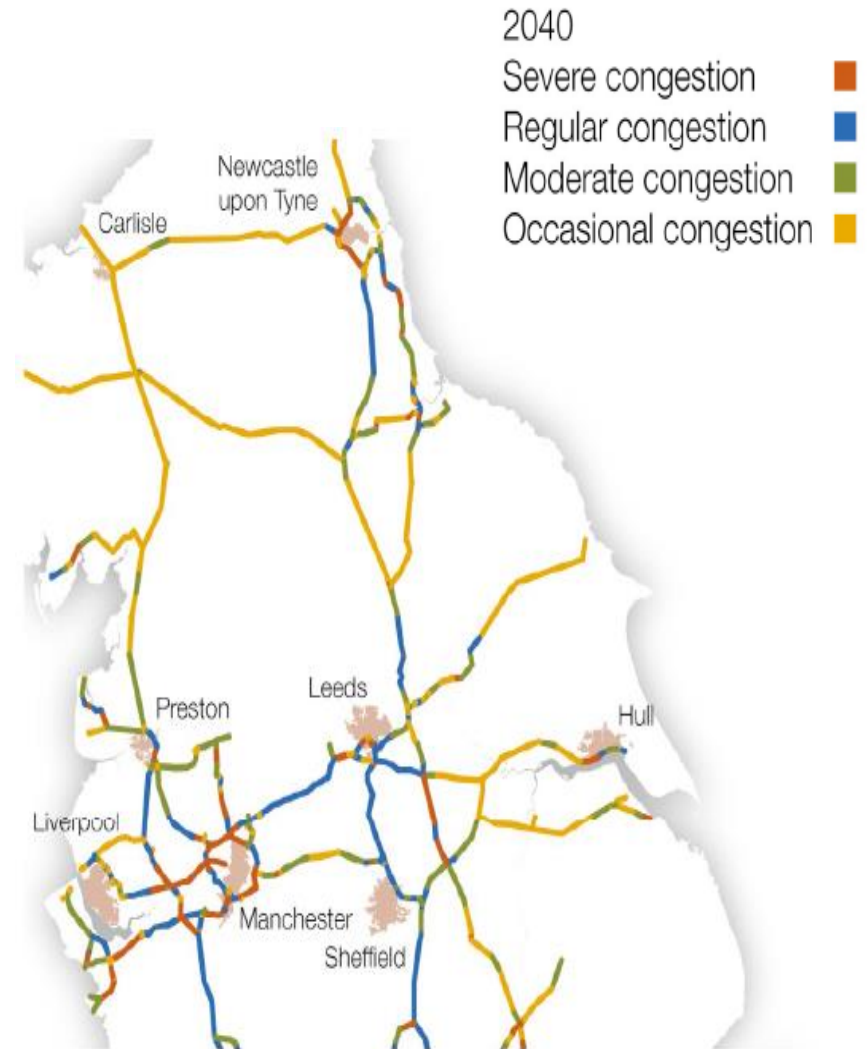 2040
Severe congestion
Regular congestion
Moderate congestion
Occasional congestion
Newcastle
upon Tyne
Carlisle
Leeds
Preston
Hull
Liverpool
Manchester
Sheffield